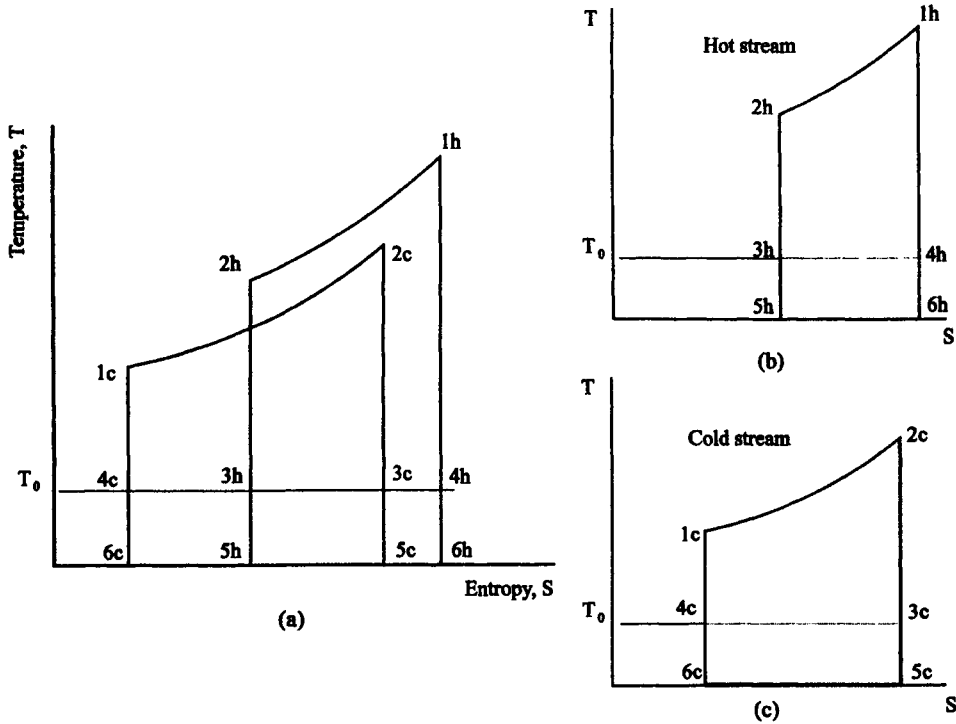 Temperature, T
1h
2h
2c
1c
T0
4c
3h
3c
4h
6c
5h
5c
6h
Entropy, S
(a)
T
1h
Hot stream
2h
T0
3h
4h
5h
6h
S
(b)
T
Cold stream
2c
1c
T0
4c
3c
6c
5c
S
(c)